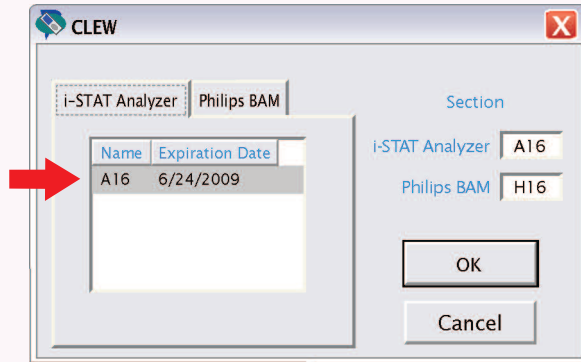 CLEW
i-STAT Analyzer
Philips BAM
Name Expiration Date
A16 6/24/2009
Section
i-STAT Analyzer A16
Philips BAM H16
OK
Cancel